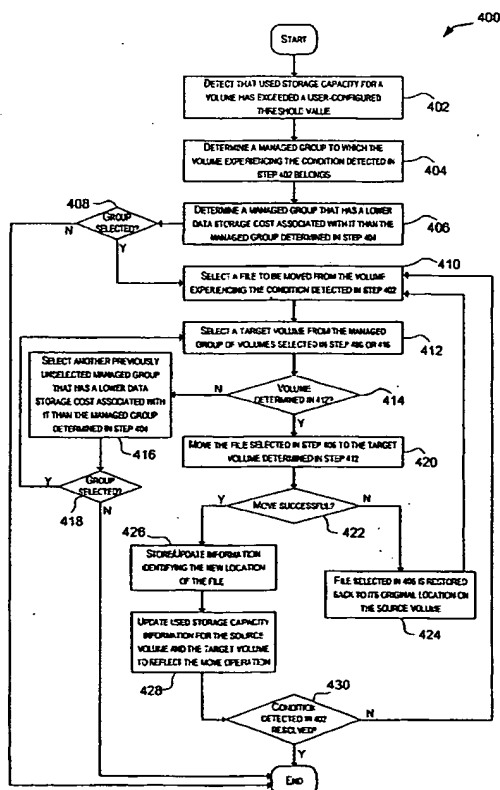 400
START
DETECT THAT USED STORAGE CAPACITY FOR A
VOLUME HAS EXCEEDED A USER-CONFIGURED
THRESHOLD VALUE
402
DETERMINE A MANAGED GROUP TO WHICH THE
VOLUME EXPERIENCING THE CONDITION DETECTED IN
STEP 402 BELONGS
404
408
GROUP
SELECTED?
N
Y
DETERMINE A MANAGED GROUP THAT HAS A LOWER
DATA STORAGE COST ASSOCIATED WITH IT THAN THE
MANAGED GROUP DETERMINED IN STEP 404
406
410
SELECT A FILE TO BE MOVED FROM THE VOLUME
EXPERIENCING THE CONDITION DETECTED IN STEP 402
SELECT A TARGET VOLUME FROM THE MANAGED
GROUP OF VOLUMES SELECTED IN STEP 406 OR 416
412
SELECT ANOTHER PREVIOUSLY
UNSELECTED MANAGED GROUP
THAT HAS A LOWER DATA
STORAGE COST ASSOCIATED WITH
IT THAN THE MANAGED GROUP
DETERMINED IN STEP 404
416
N
VOLUME
DETERMINED IN 412?
414
Y
MOVE THE FILE SELECTED IN STEP 406 TO THE TARGET
VOLUME DETERMINED IN STEP 412
420
Y
GROUP
SELECTED?
418
N
Y
MOVE SUCCESSFUL?
N
422
426
STORE/UPDATE INFORMATION
IDENTIFYING THE NEW LOCATION
OF THE FILE
FILE SELECTED IN 406 IS RESTORED
BACK TO ITS ORIGINAL LOCATION ON
THE SOURCE VOLUME
424
UPDATE USED STORAGE CAPACITY
INFORMATION FOR THE SOURCE
VOLUME AND THE TARGET VOLUME
TO REFLECT THE MOVE OPERATION
428
430
CONDITION
DETECTED IN 402
RESOLVED?
N
Y
END